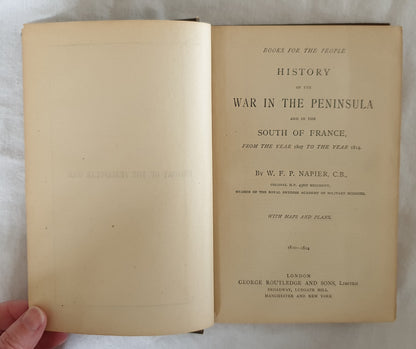 BOOKS FOR THE PEOPLE
HISTORY
OF THE
WAR IN THE PENINSULA
AND IN THE
SOUTH OF FRANCE,
FROM THE YEAR 1807 TO THE YEAR 1814.
BY W. F. P. NAPIER, C.B.,
COLONEL H.P. 43RD REGIMENT,
MEMBER OF THE ROYAL SWEDISH ACADEMY OF MILITARY SCIENCES.
WITH MAPS AND PLANS.
LONDON
GEORGE ROUTLEDGE AND SONS, LIMITED
BROADWAY, LUDGATE HILL
MANCHESTER AND NEW YORK